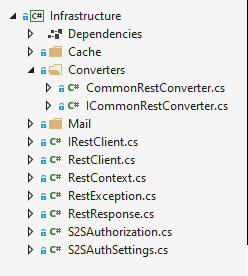 C# Infrastructure
Dependencies
Cache
Converters
C# CommonRestConverter.cs
C# ICommonRestConverter.cs
Mail
C# IRestClient.cs
C# RestClient.cs
C# RestContext.cs
C# RestException.cs
C# RestResponse.cs
C# S2SAuthorization.cs
C# S2SAuthSettings.cs